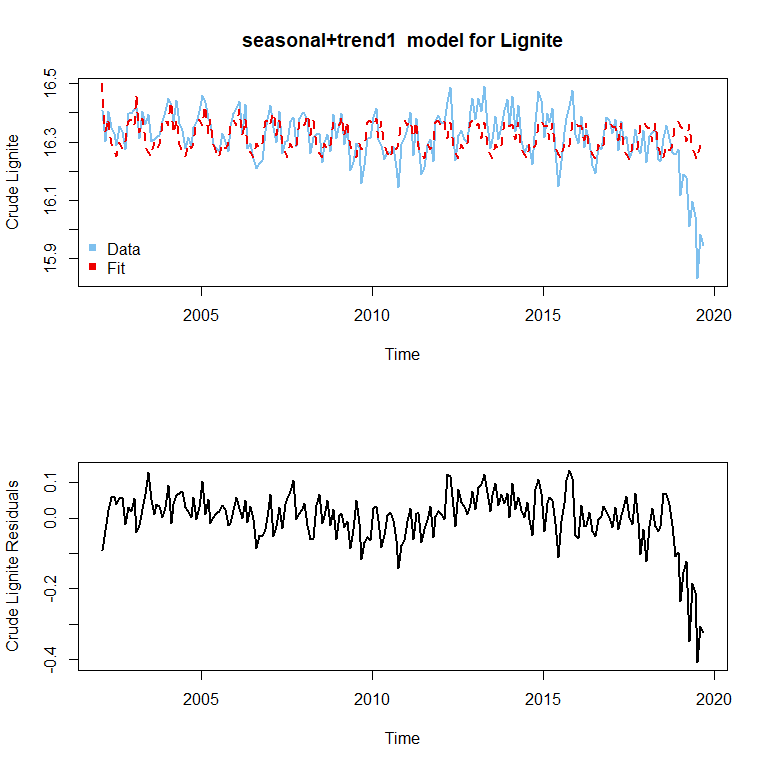 seasonal+trend1  model for Lignite
Crude Lignite
16.5
16.3
16.1
15.9
Data
Fit
2005
2010
2015
2020
Time
Crude Lignite Residuals
0.1
0.0
-0.2
-0.4
2005
2010
2015
2020
Time